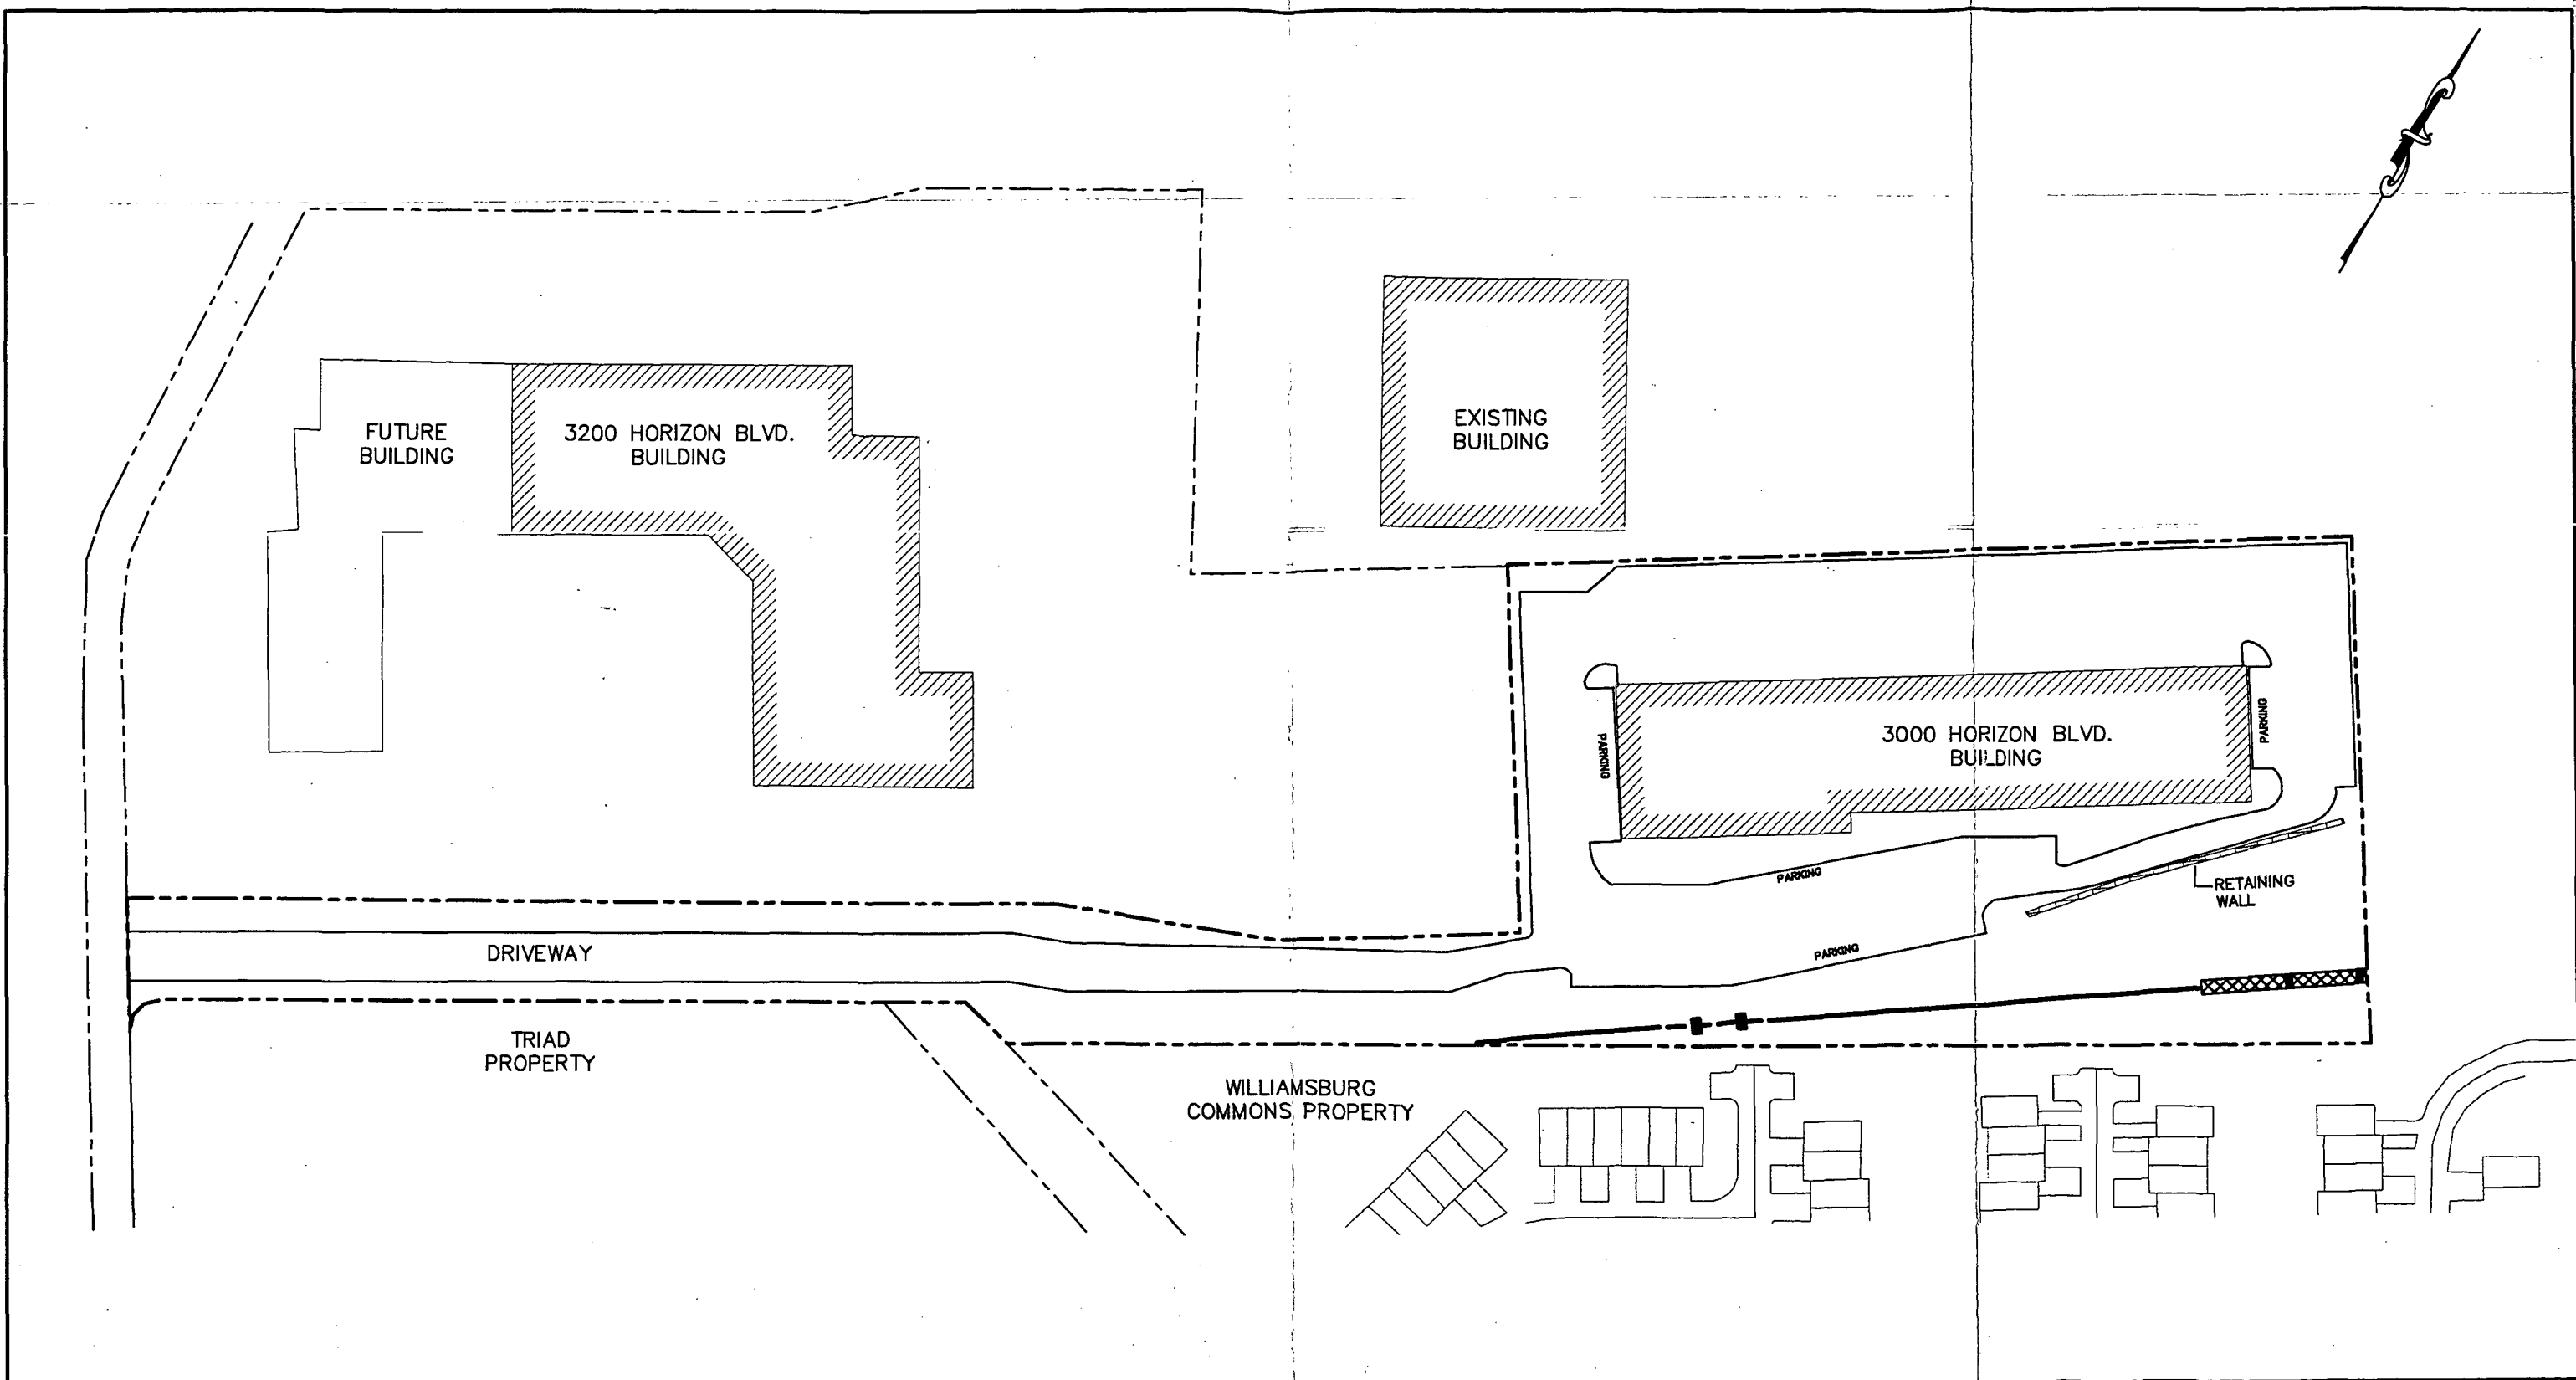 FUTURE
BUILDING
3200 HORIZON BLVD.
BUILDING
EXISTING
BUILDING
3000 HORIZON BLVD.
BUILDING
PARKING
PARKING
PARKING
RETAINING
WALL
PARKING
DRIVEWAY
TRIAD
PROPERTY
WILLIAMSBURG
COMMONS PROPERTY